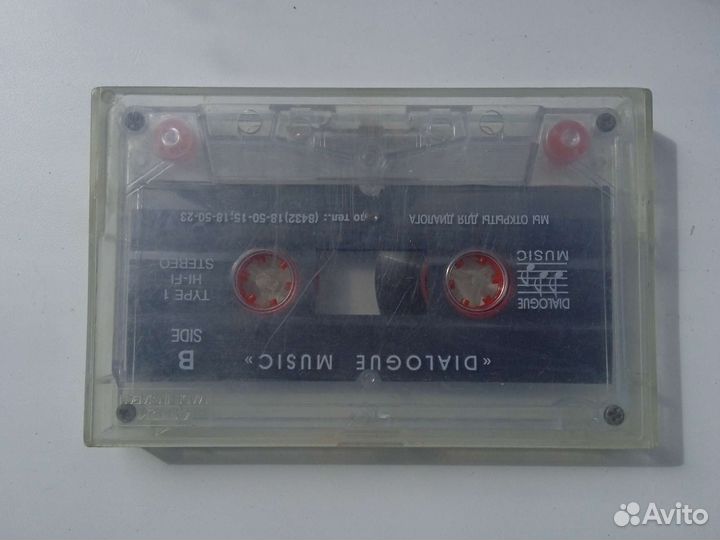 « DIALOGUE MUSIC »
B
SIDE
DIALOGUE
MUSIC
TYPE 1
HI-FI
STEREO
МЫ ОТКРЫТЫ ДЛЯ ДИАЛОГА
по тел.: (8432)18-50-15;18-50-23
Avito